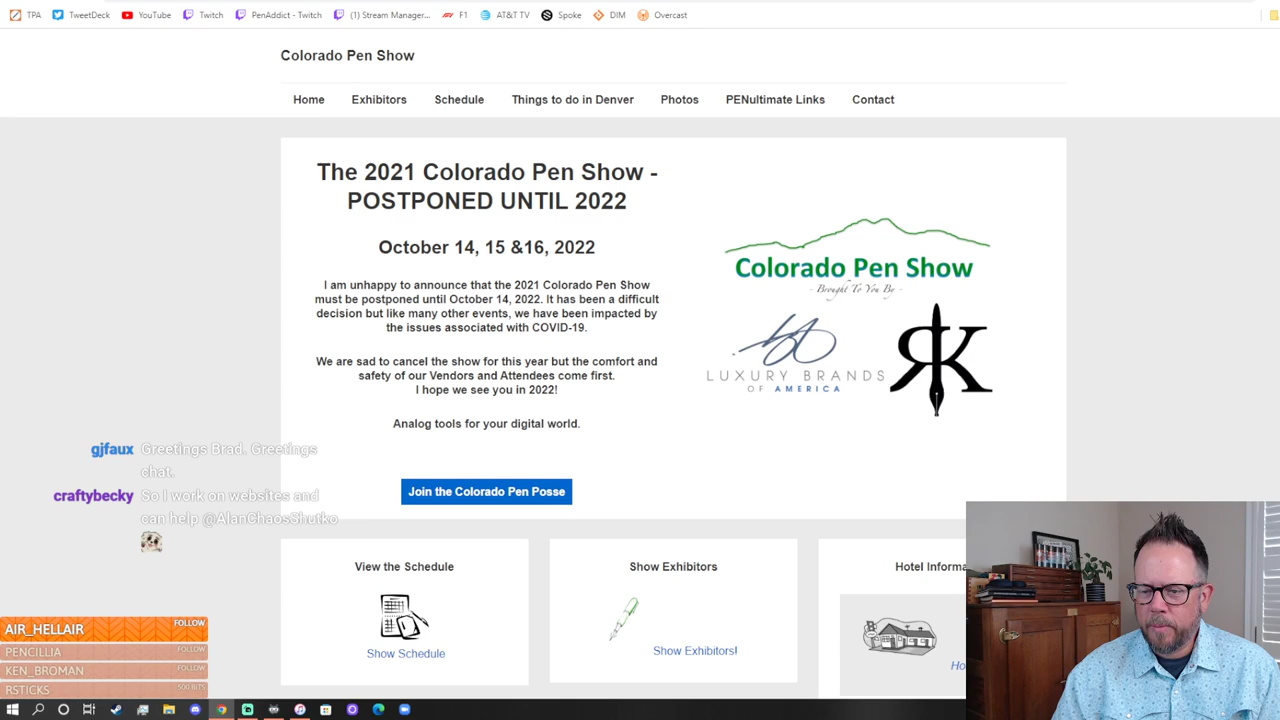 TPA TweetDeck YouTube Twitch PenAddict - Twitch (1) Stream Manager... F1 AT&T TV Spoke DIM Overcast
Colorado Pen Show
Home Exhibitors Schedule Things to do in Denver Photos PENultimate Links Contact
The 2021 Colorado Pen Show -
POSTPONED UNTIL 2022
October 14, 15 &16, 2022
I am unhappy to announce that the 2021 Colorado Pen Show
must be postponed until October 14, 2022. It has been a difficult
decision but like many other events, we have been impacted by
the issues associated with COVID-19.
We are sad to cancel the show for this year but the comfort and
safety of our Vendors and Attendees come first.
I hope we see you in 2022!
Analog tools for your digital world.
Join the Colorado Pen Posse
Colorado Pen Show
- Brought To You By -
LUXURY BRANDS
OF AMERICA
RK
gjfaux Greetings Brad. Greetings
chat.
craftybecky So I work on websites and
can help @AlanChaosShutko
View the Schedule
Show Schedule
Show Exhibitors
Show Exhibitors!
Hotel Informa
Ho
AIR_HELLAIR FOLLOW
PENCILLIA FOLLOW
KEN_BROMAN FOLLOW
RSTICKS 500 BITS